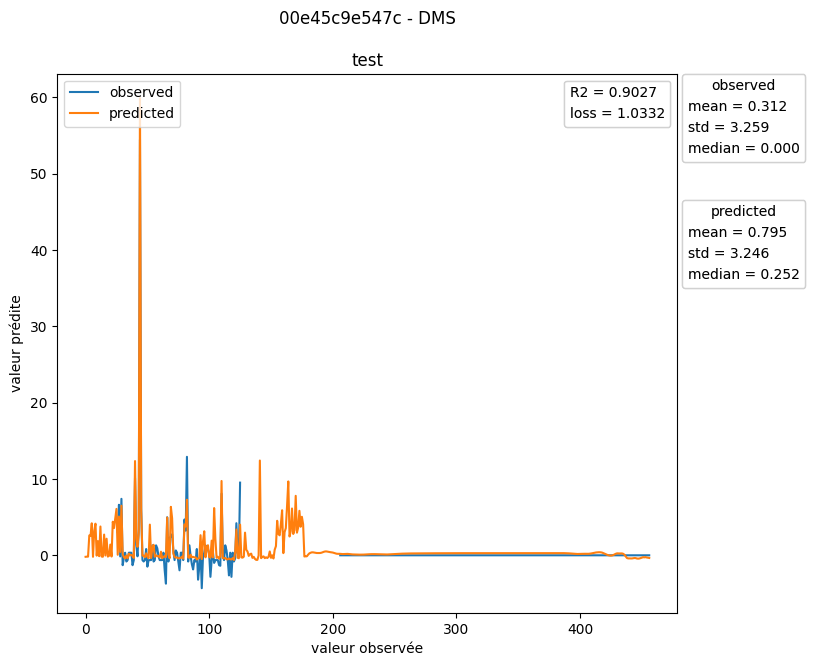 00e45c9e547c - DMS
test
observed
predicted
R2 = 0.9027
loss = 1.0332
observed
mean = 0.312
std = 3.259
median = 0.000
predicted
mean = 0.795
std = 3.246
median = 0.252
valeur prédite
60
50
40
30
20
10
0
0
100
200
300
400
valeur observée